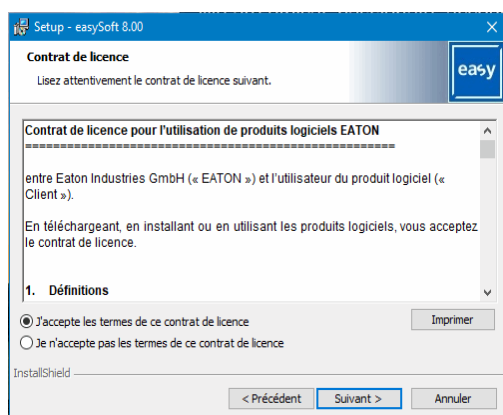 Setup - easySoft 8.00
Contrat de licence
Lisez attentivement le contrat de licence suivant.
easy
Contrat de licence pour l'utilisation de produits logiciels EATON
=====================================================
entre Eaton Industries GmbH (« EATON ») et l'utilisateur du produit logiciel («
Client »).
En téléchargeant, en installant ou en utilisant les produits logiciels, vous acceptez
le contrat de licence.
1. Définitions
J'accepte les termes de ce contrat de licence
Imprimer
Je n'accepte pas les termes de ce contrat de licence
InstallShield
< Précédent
Suivant >
Annuler